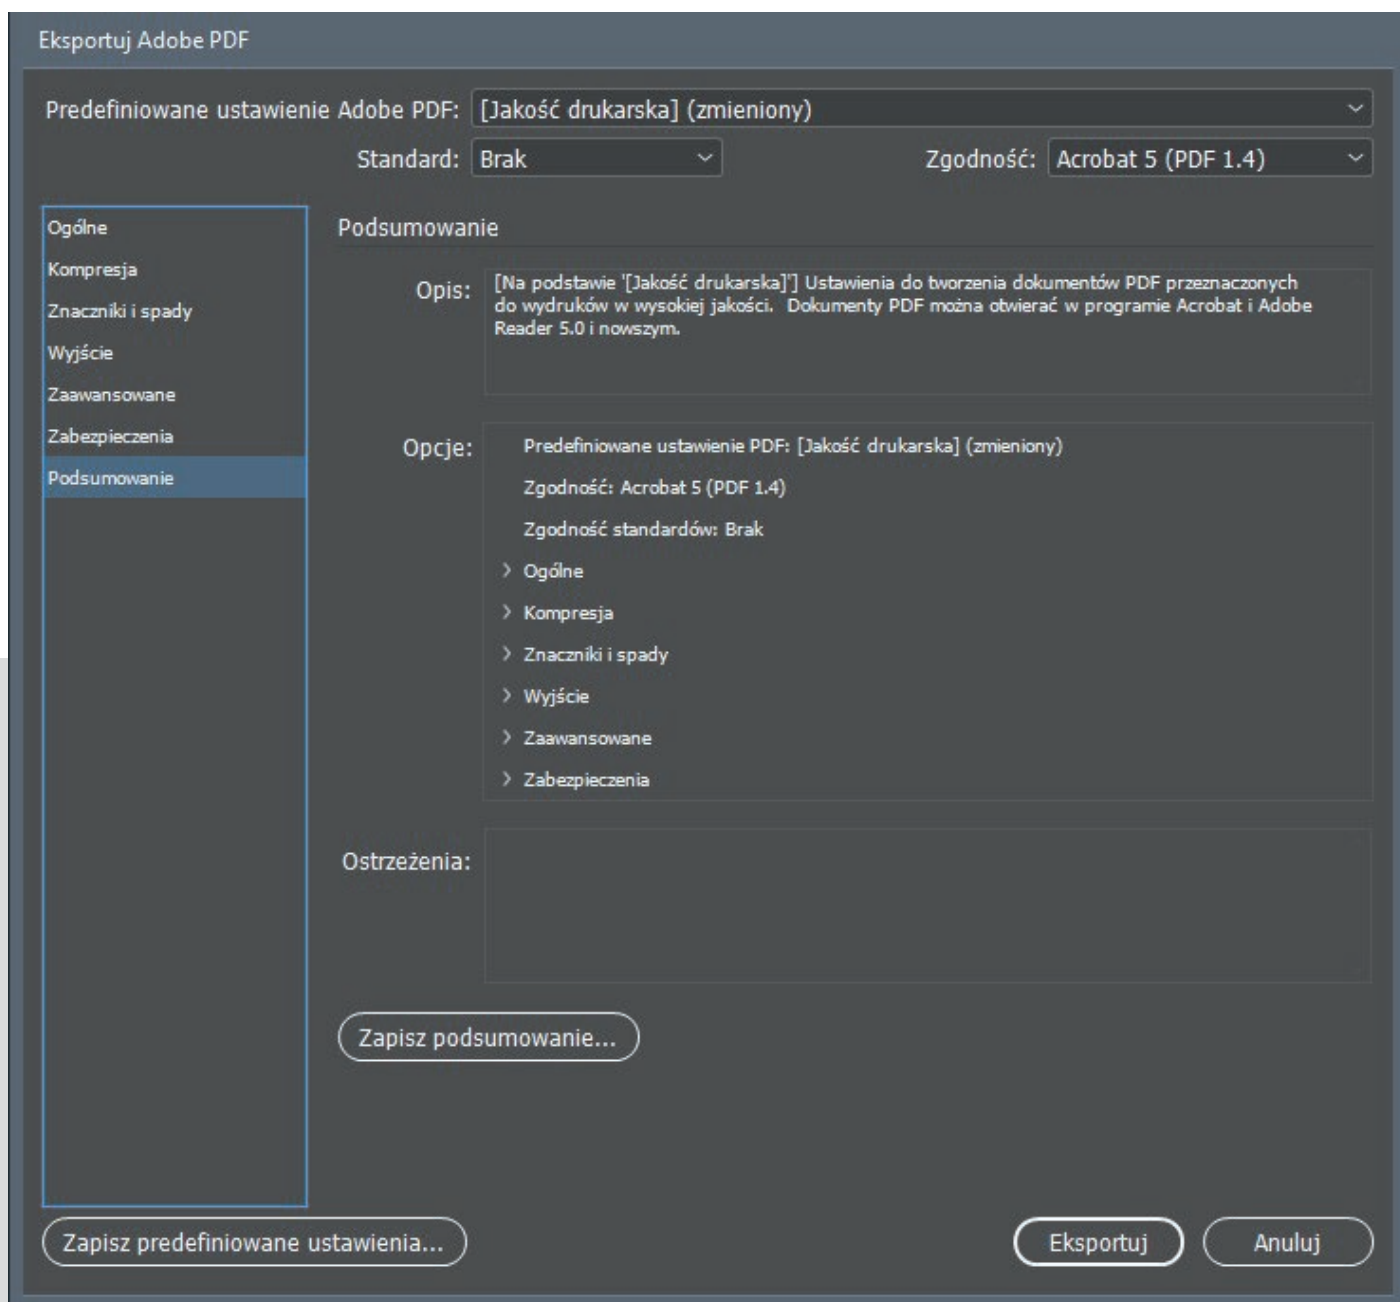 Eksportuj Adobe PDF
Predefiniowane ustawienie Adobe PDF: [Jakość drukarska] (zmieniony)
Standard: Brak Zgodność: Acrobat 5 (PDF 1.4)
Ogólne
Kompresja
Znaczniki i spady
Wyjście
Zaawansowane
Zabezpieczenia
Podsumowanie
Podsumowanie
Opis: [Na podstawie '[Jakość drukarska]'] Ustawienia do tworzenia dokumentów PDF przeznaczonych
do wydruków w wysokiej jakości. Dokumenty PDF można otwierać w programie Acrobat i Adobe
Reader 5.0 i nowszym.
Opcje: Predefiniowane ustawienie PDF: [Jakość drukarska] (zmieniony)
Zgodność: Acrobat 5 (PDF 1.4)
Zgodność standardów: Brak
Ogólne
Kompresja
Znaczniki i spady
Wyjście
Zaawansowane
Zabezpieczenia
Ostrzeżenia:
Zapisz podsumowanie...
Zapisz predefiniowane ustawienia... Eksportuj Anuluj